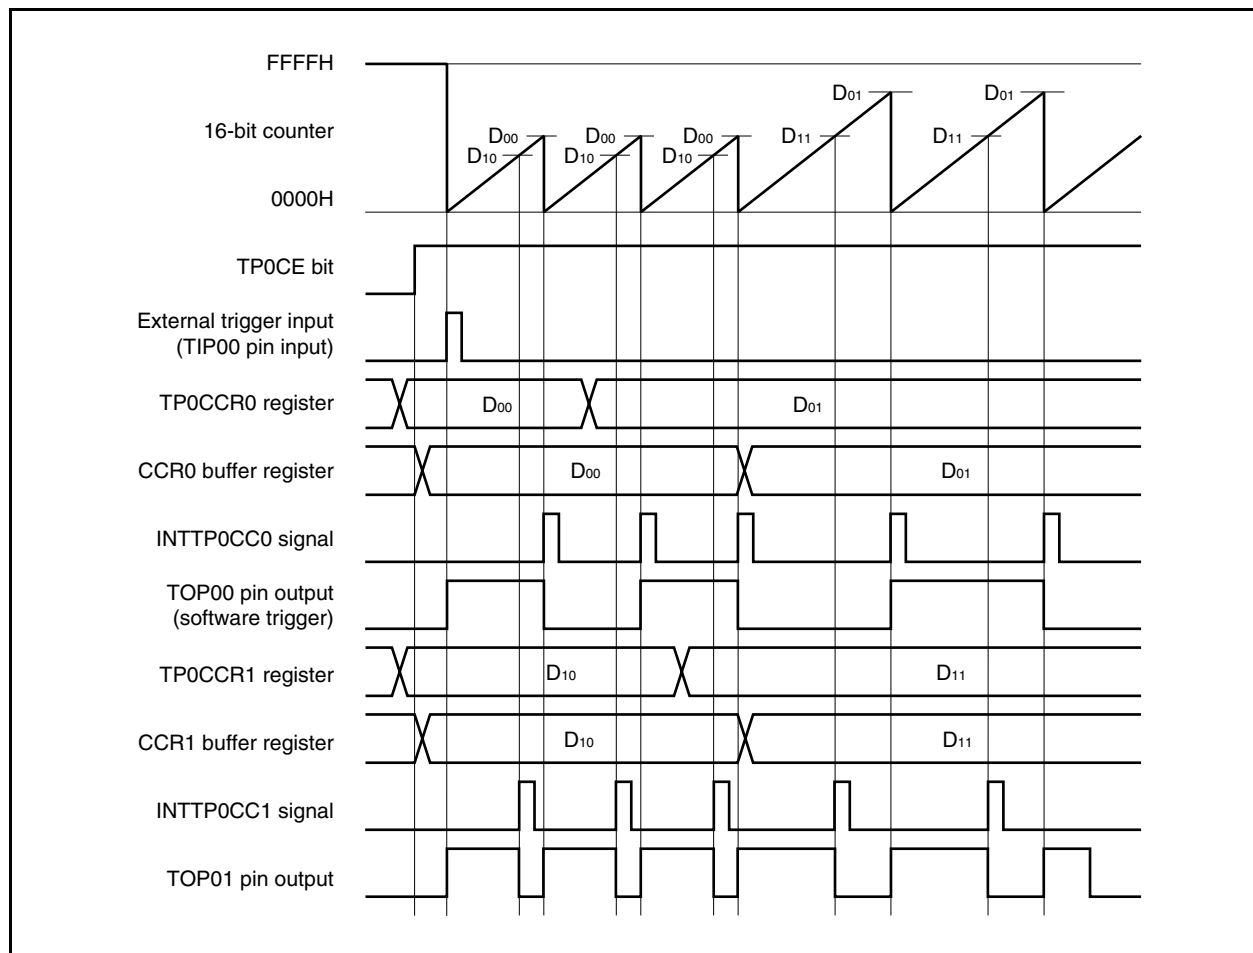 FFFFH
D01 D01
16-bit counter D00 D00 D00 D11 D11
D10 D10 D10
0000H
TP0CE bit
External trigger input
(TIP00 pin input)
TP0CCR0 register D00 D01
CCR0 buffer register D00 D01
INTTP0CC0 signal
TOP00 pin output
(software trigger)
TP0CCR1 register D10 D11
CCR1 buffer register D10 D11
INTTP0CC1 signal
TOP01 pin output